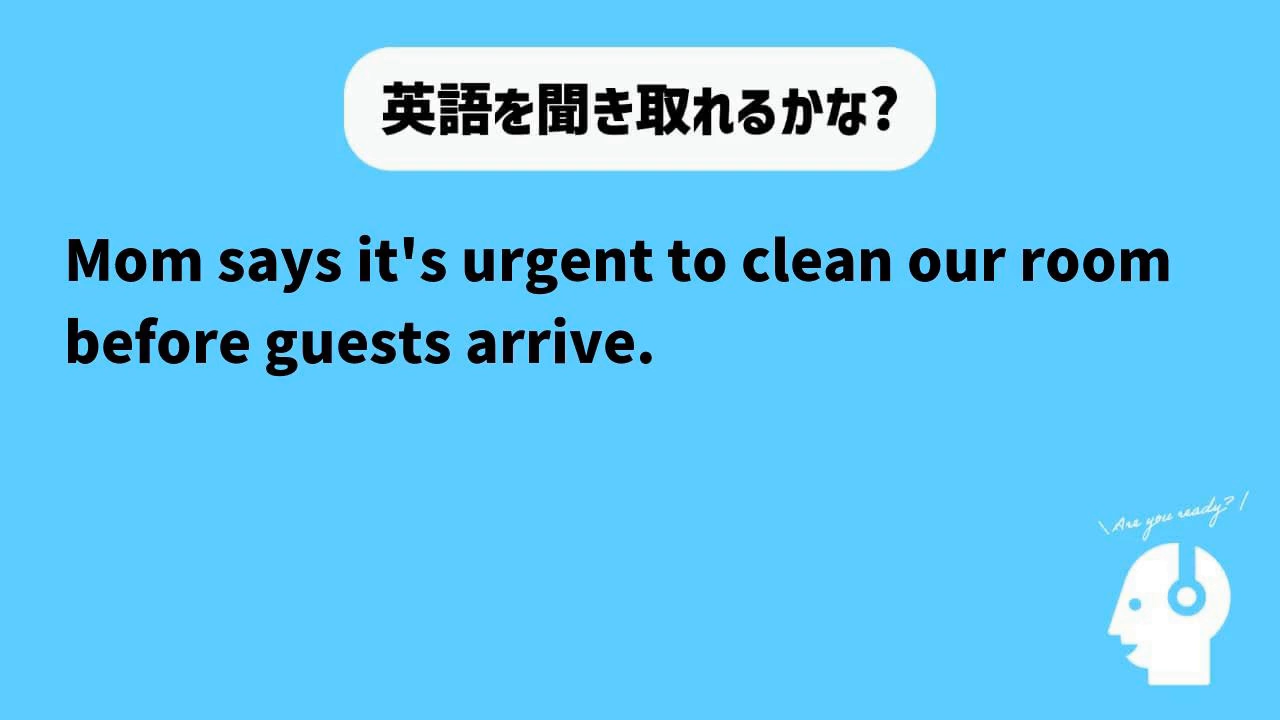 英語を聞き取れるかな?
Mom says it's urgent to clean our room
before guests arrive.
\Are you ready?/